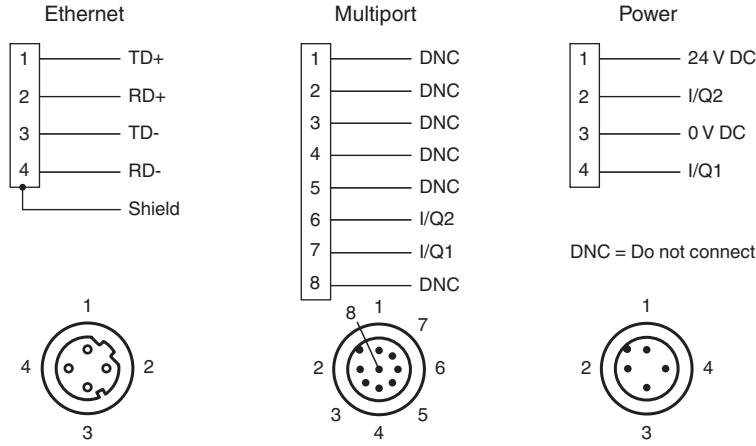 Ethernet
1 TD+
2 RD+
3 TD-
4 RD-
Shield
Multiport
1 DNC
2 DNC
3 DNC
4 DNC
5 DNC
6 I/Q2
7 I/Q1
8 DNC
Power
1 24 V DC
2 I/Q2
3 0 V DC
4 I/Q1
DNC = Do not connect
1
4 2
3
8 1 7
2 6
3 5
4
1
2 4
3